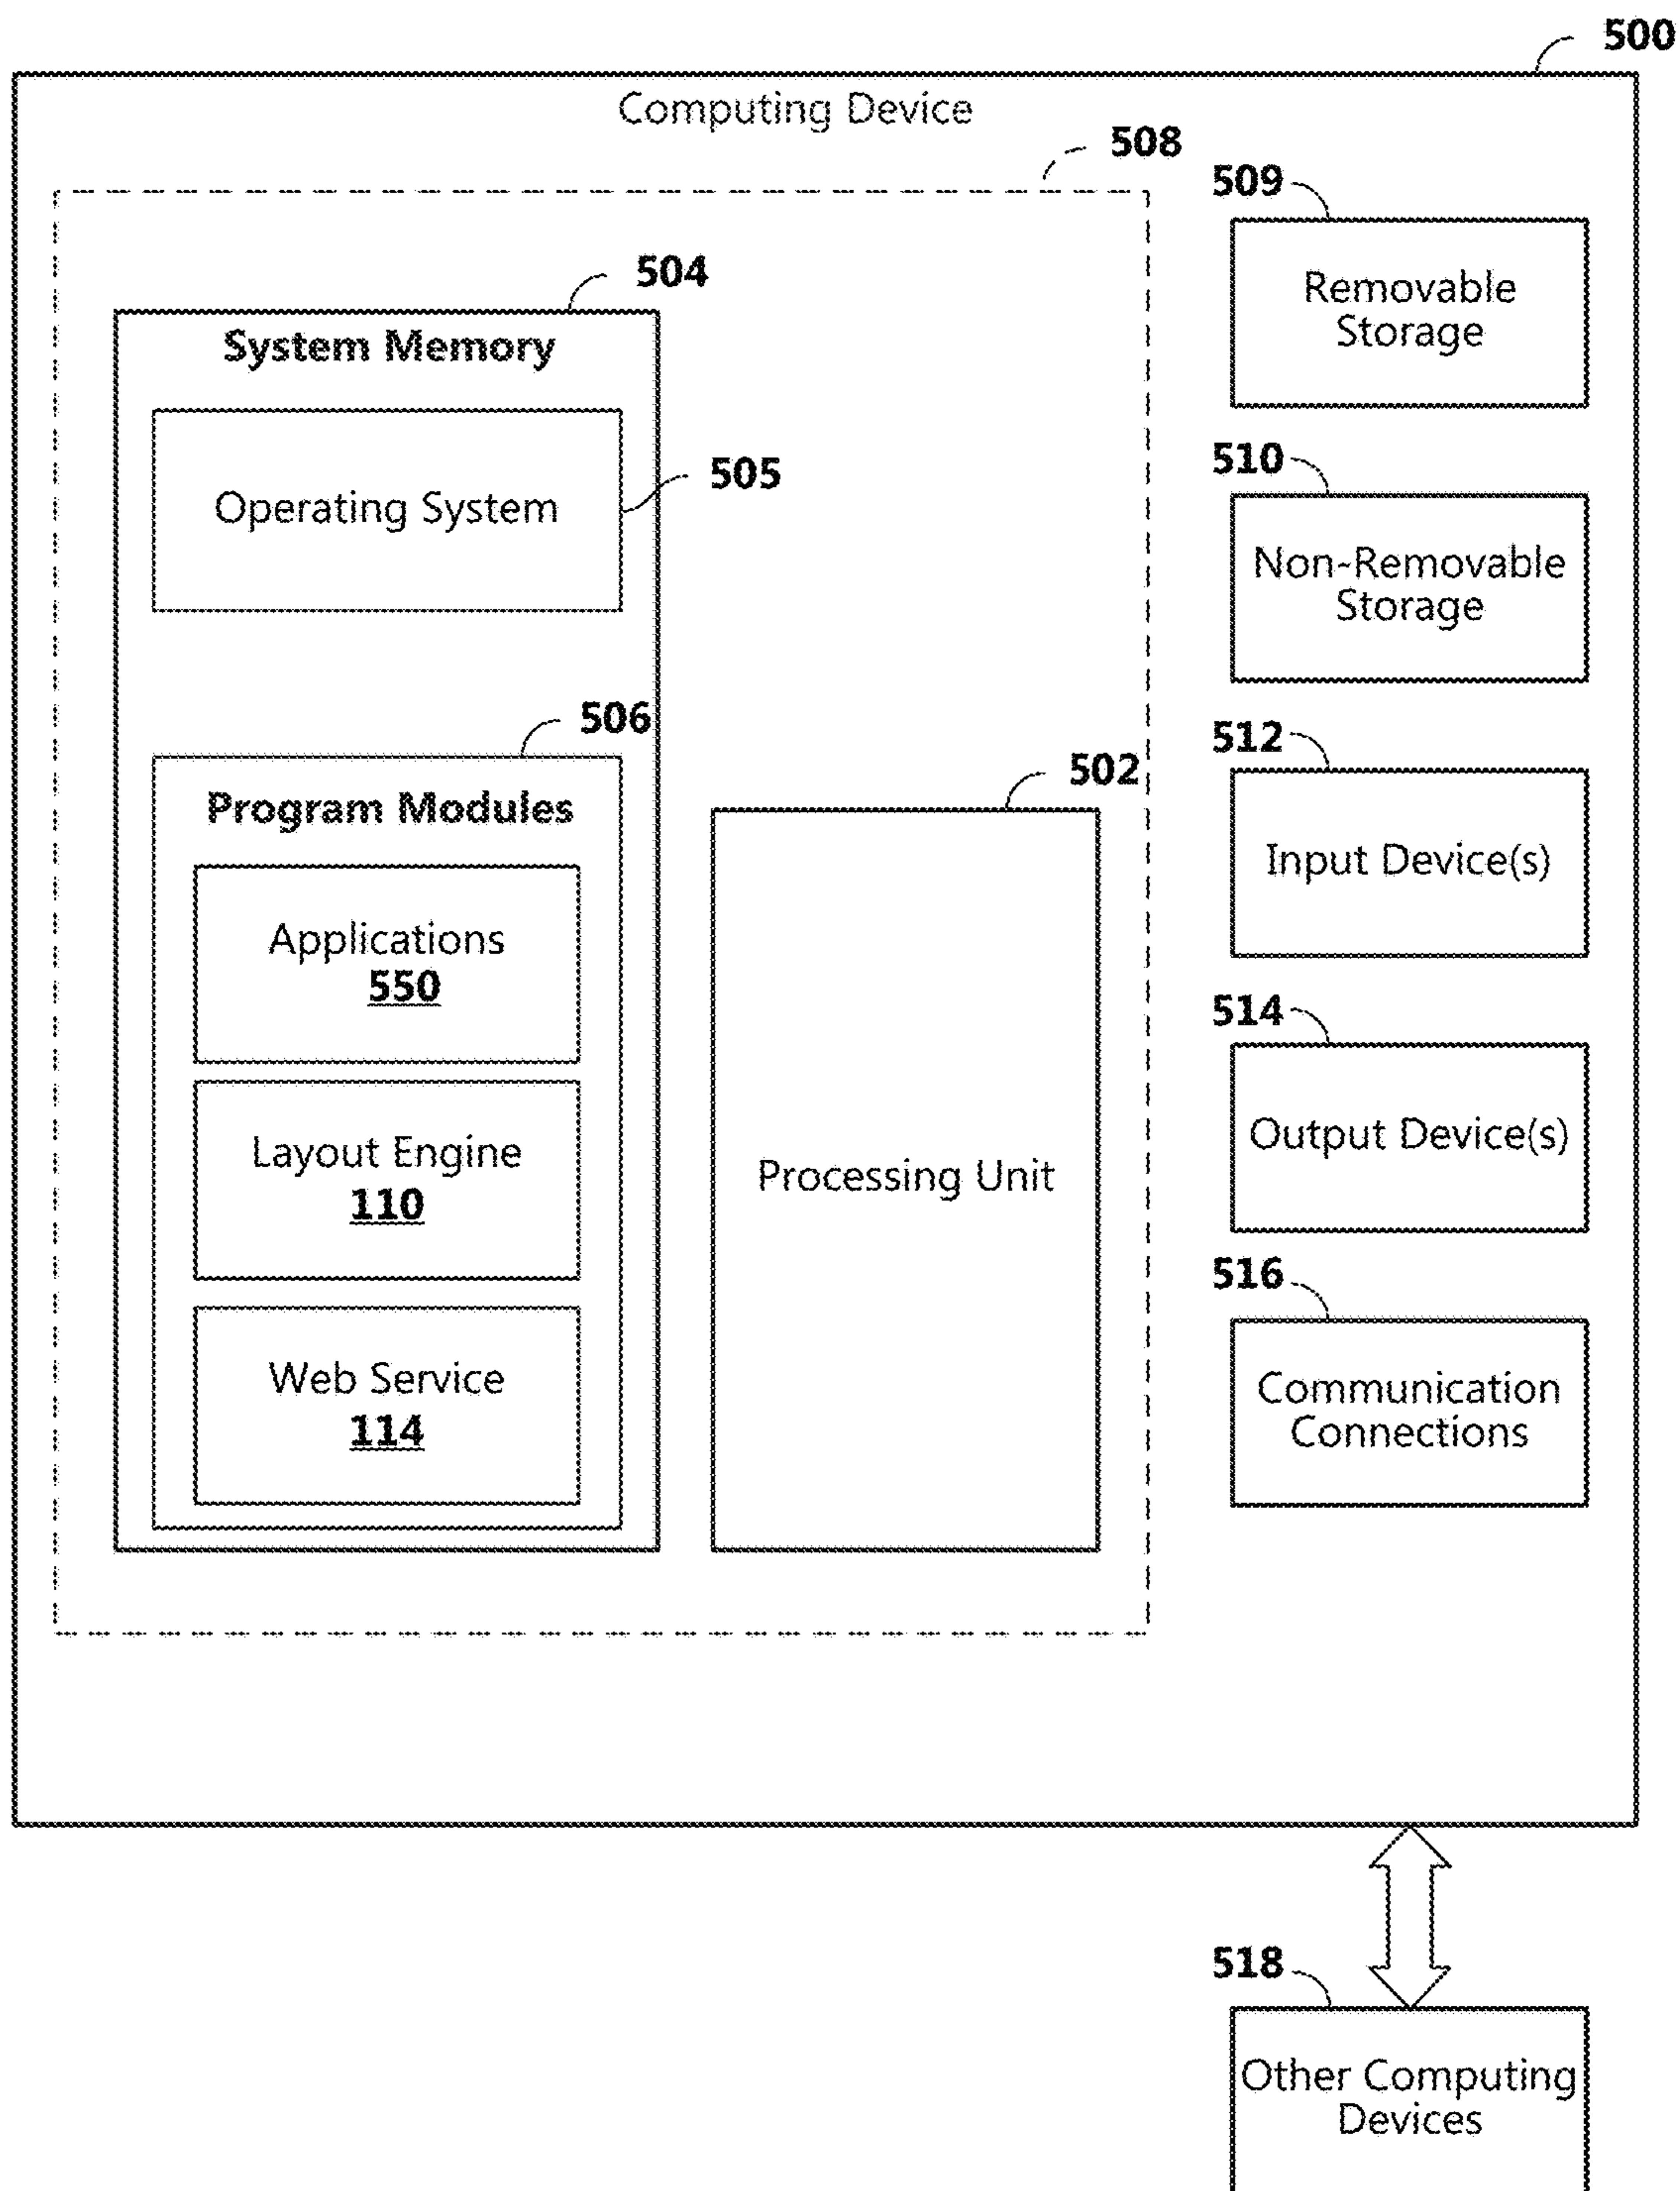 500
Computing Device
508
504
System Memory
Operating System
505
506
Program Modules
Applications
550
Layout Engine
110
Web Service
114
502
Processing Unit
509
Removable
Storage
510
Non-Removable
Storage
512
Input Device(s)
514
Output Device(s)
516
Communication
Connections
518
Other Computing
Devices